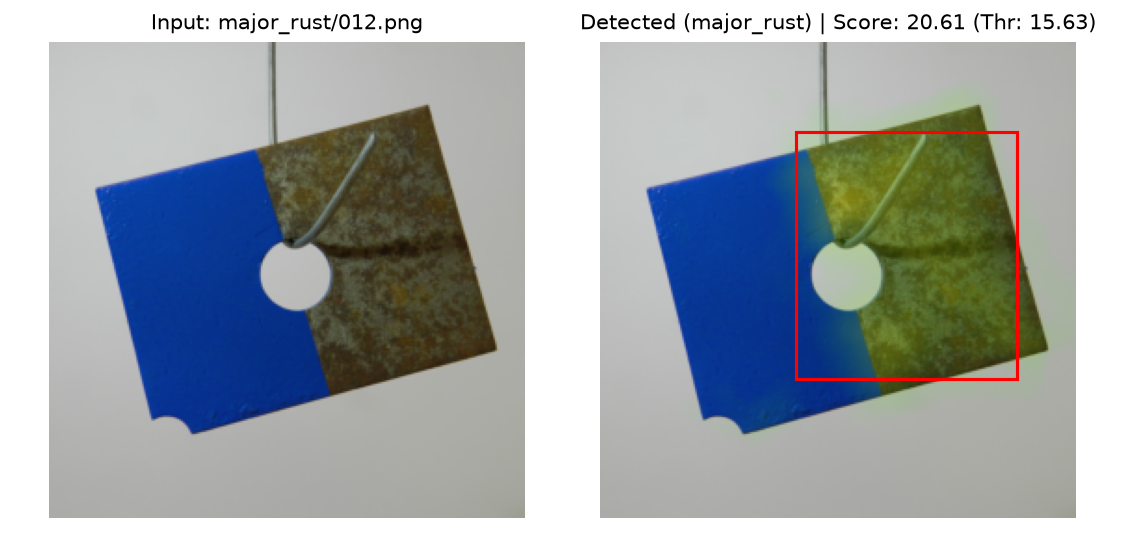 Input: major_rust/012.png
Detected (major_rust) | Score: 20.61 (Thr: 15.63)